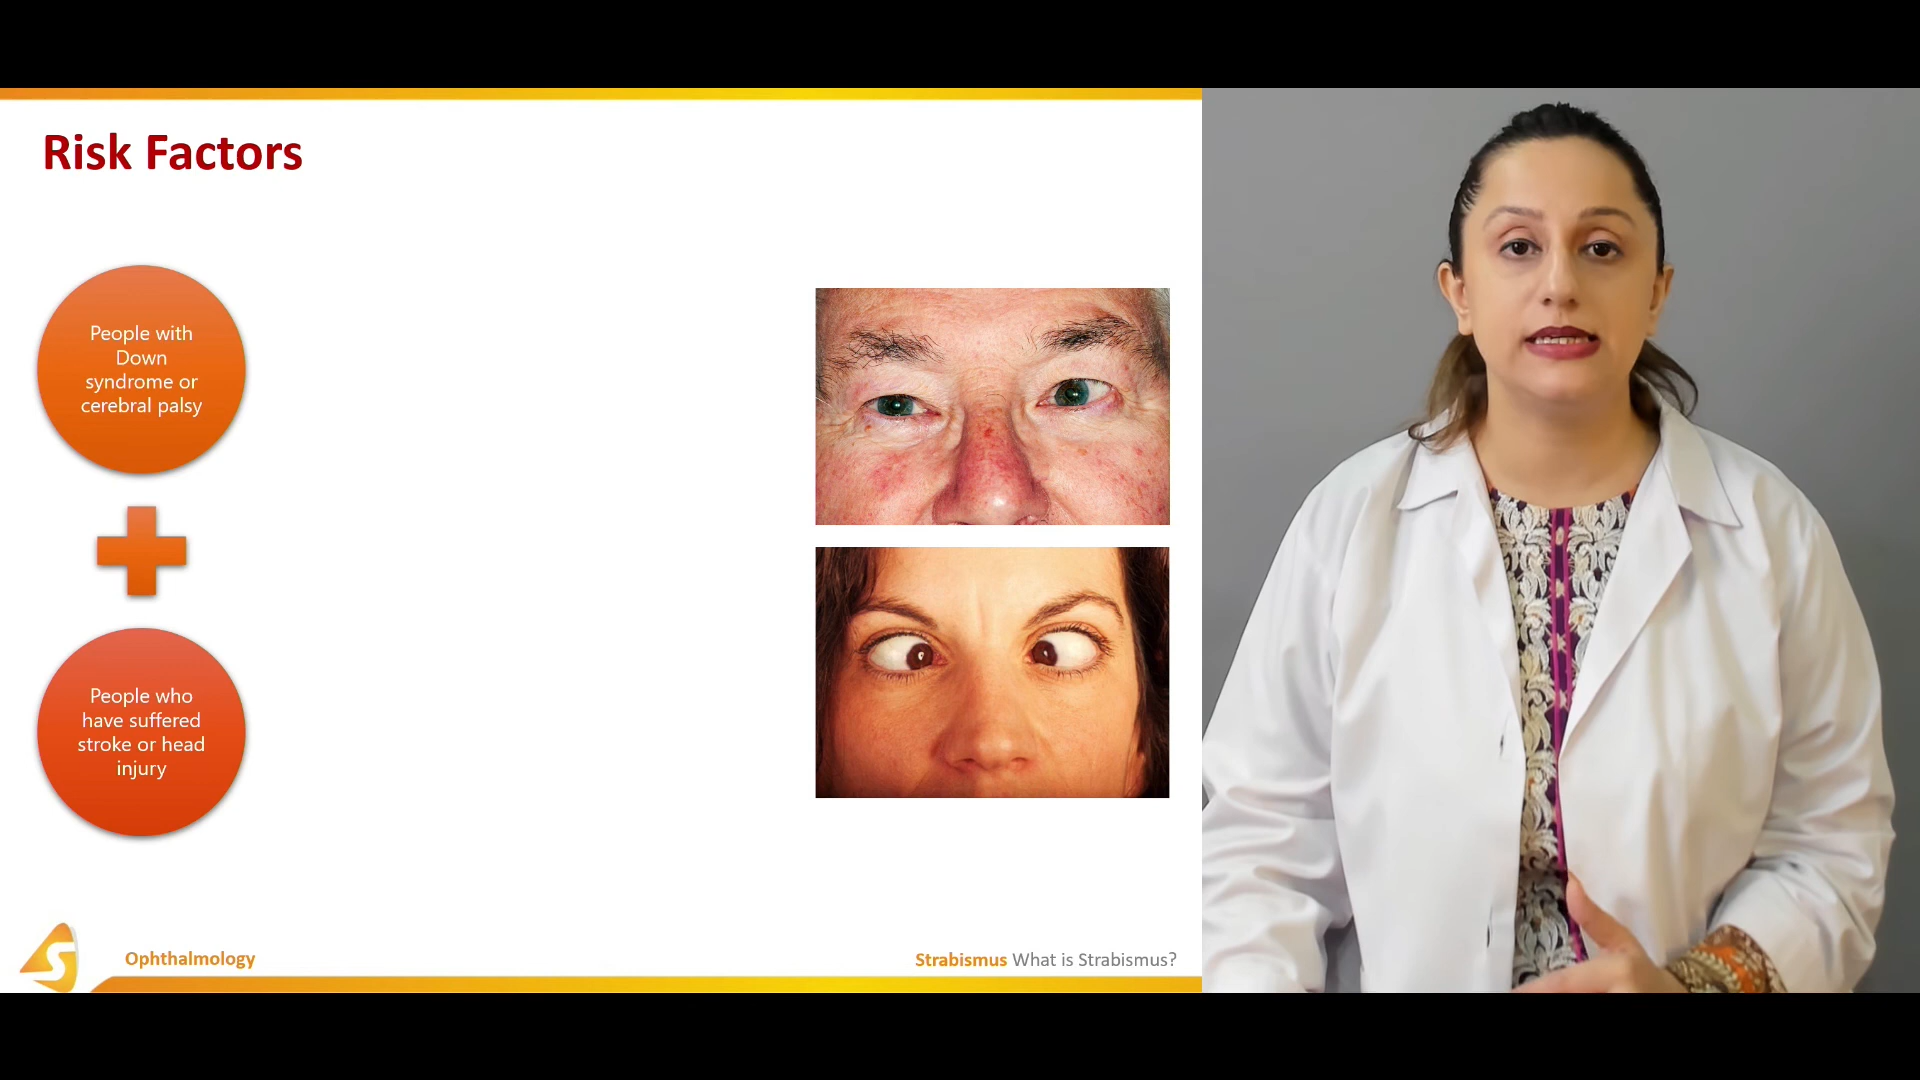 Risk Factors
People with
Down
syndrome or
cerebral palsy
People who
have suffered
stroke or head
injury
Ophthalmology
Strabismus What is Strabismus?